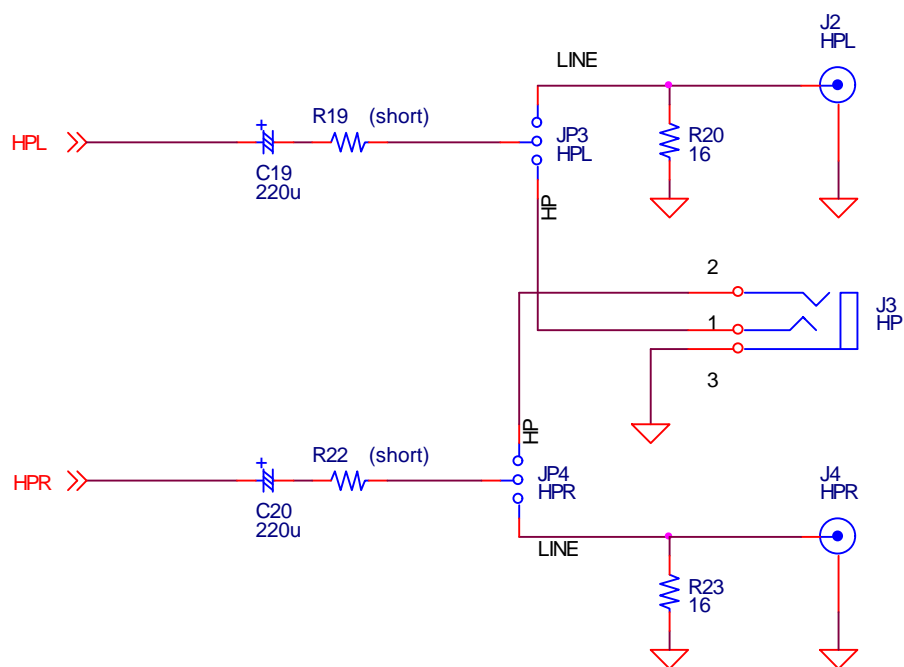 J2
HPL
LINE
R19 (short)
HPL
+
C19
220u
JP3
HPL
R20
16
HP
2
J3
HP
1
3
HP
R22 (short)
HPR
+
C20
220u
JP4
HPR
J4
HPR
LINE
R23
16